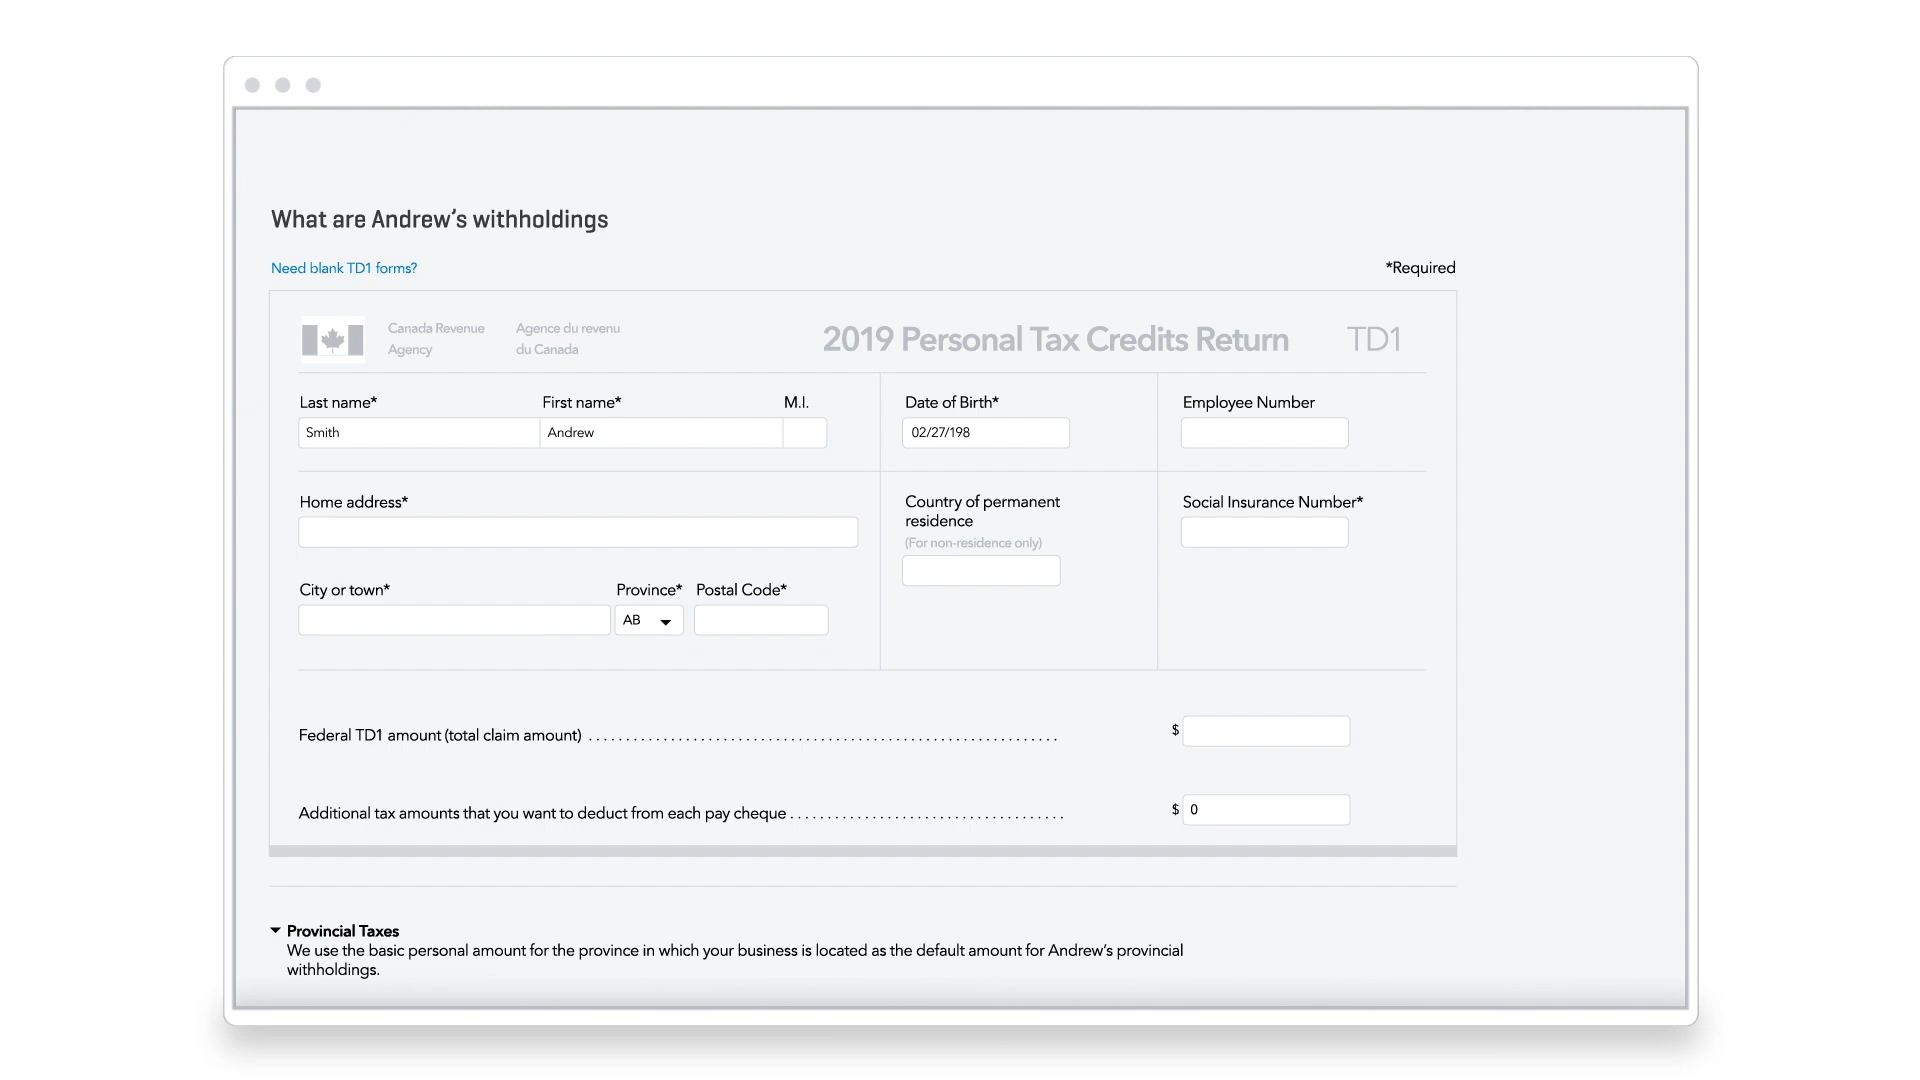 What are Andrew's withholdings
Need blank TD1 forms?
*Required
Canada Revenue Agence du revenu
Agency du Canada
2019 Personal Tax Credits Return TD1
Last name* First name* M.I. Date of Birth* Employee Number
Smith Andrew 02/27/198
Home address* Country of permanent Social Insurance Number*
residence
(For non-residence only)
City or town* Province* Postal Code*
AB
Federal TD1 amount (total claim amount) ............................................................... $
Additional tax amounts that you want to deduct from each pay cheque ..................................... $ 0
Provincial Taxes
We use the basic personal amount for the province in which your business is located as the default amount for Andrew's provincial
withholdings.